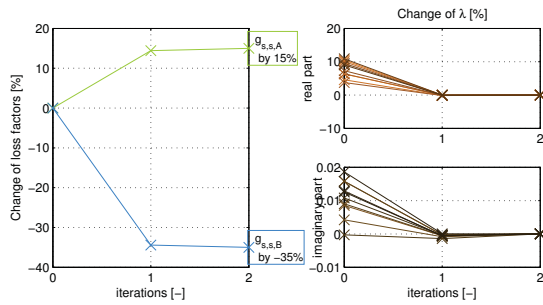 Change of λ [%]
20
10
0
−10
−20
−30
−40
Change of loss factors [%]
g s,s,A
by 15%
g s,s,B
by −35%
0
1
2
iterations [−]
20
10
0
−10
real part
0
1
2
0.02
0.01
0
−0.01
imaginary part
0
1
2
iterations [−]